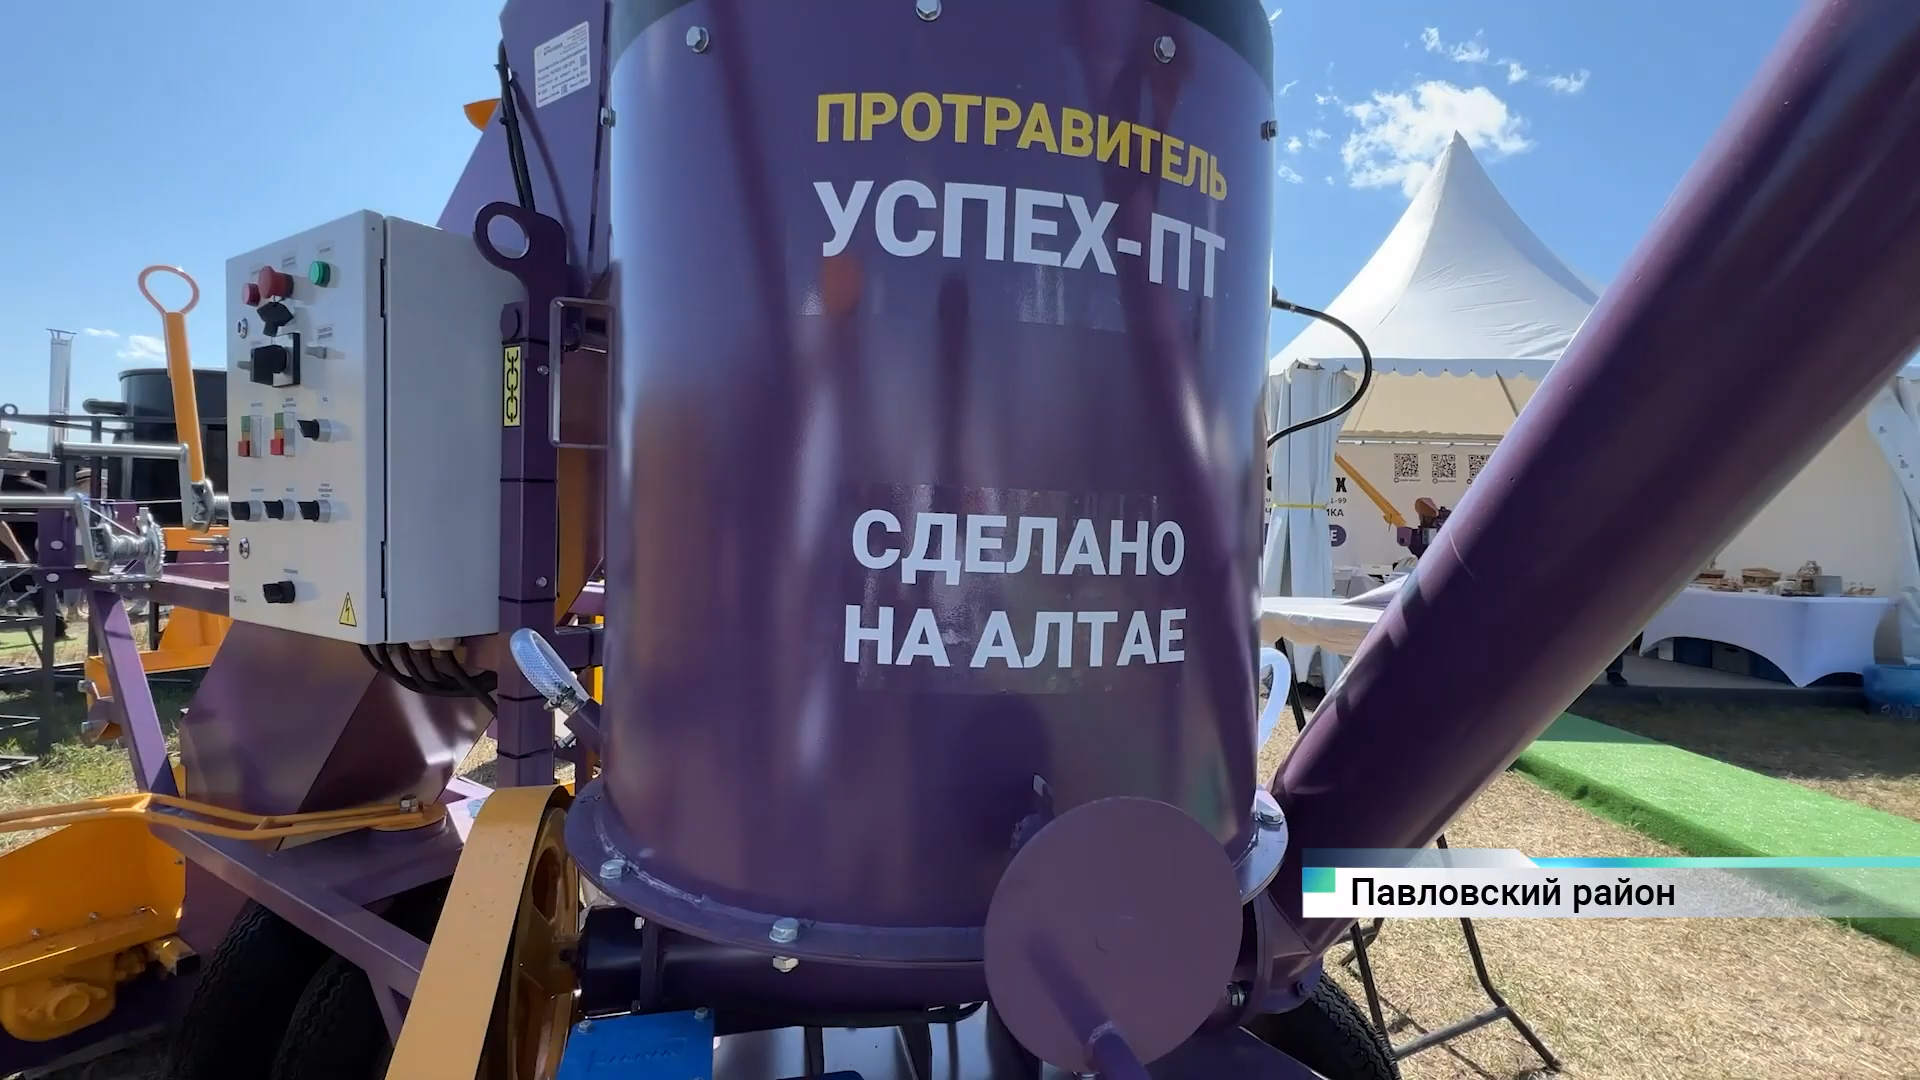 ПРОТРАВИТЕЛЬ
УСПЕХ-ПТ
СДЕЛАНО
НА АЛТАЕ
Павловский район